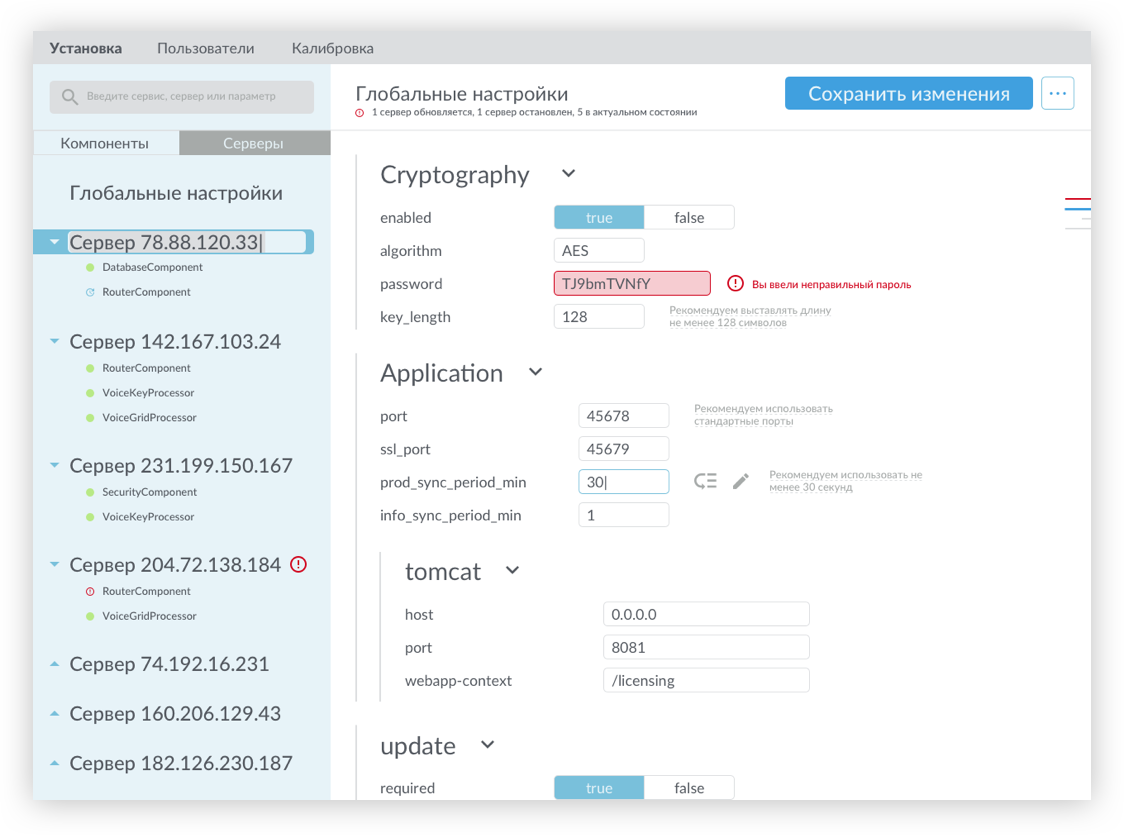 Установка Пользователи Калибровка
Введите сервис, сервер или параметр
Компоненты Серверы
Глобальные настройки
Сервер 78.88.120.33
DatabaseComponent
RouterComponent
Сервер 142.167.103.24
RouterComponent
VoiceKeyProcessor
VoiceGridProcessor
Сервер 231.199.150.167
SecurityComponent
VoiceKeyProcessor
Сервер 204.72.138.184
RouterComponent
VoiceGridProcessor
Сервер 74.192.16.231
Сервер 160.206.129.43
Сервер 182.126.230.187
Глобальные настройки
1 сервер обновляется, 1 сервер остановлен, 5 в актуальном состоянии
Сохранить изменения ...
Cryptography
enabled true false
algorithm AES
password TJ9bmTVNfY Вы ввели неправильный пароль
key_length 128 Рекомендуем выставлять длину
не менее 128 символов
Application
port 45678 Рекомендуем использовать
стандартные порты
ssl_port 45679
prod_sync_period_min 30 Рекомендуем использовать не
менее 30 секунд
info_sync_period_min 1
tomcat
host 0.0.0.0
port 8081
webapp-context /licensing
update
required true false